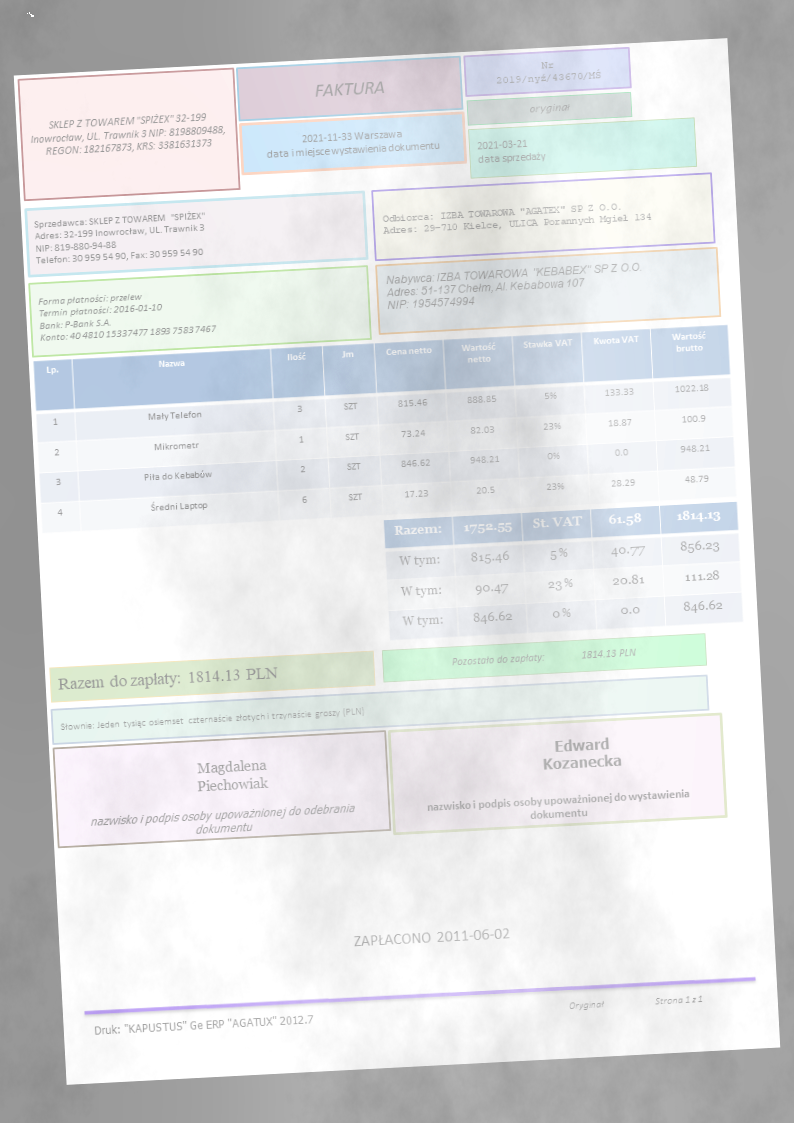 SKLEP Z TOWAREM "SPIŻEX" 32-199
Inowrocław, UL. Trawnik 3 NIP: 8198809488,
REGON: 182167873, KRS: 3381631373
FAKTURA
2021-11-33 Warszawa
data i miejsce wystawienia dokumentu
Nr
2019/nyż/43670/MŚ
oryginał
2021-03-21
data sprzedaży
Sprzedawca: SKLEP Z TOWAREM "SPIŻEX"
Adres: 32-199 Inowrocław, UL. Trawnik 3
NIP: 819-880-94-88
Telefon: 30 959 54 90, Fax: 30 959 54 90
Odbiorca: IZBA TOWAROWA "AGATEX" SP Z O.O.
Adres: 29-710 Kielce, ULICA Porannych Mgieł 134
Forma płatności: przelew
Termin płatności: 2016-01-10
Bank: P-Bank S.A.
Konto: 40 4810 1533 7477 1893 7583 7467
Nabywca: IZBA TOWAROWA "KEBABEX" SP Z O.O.
Adres: 51-137 Chełm, Al. Kebabowa 107
NIP: 1954574994
Lp. Nazwa Ilość Jm Cena netto Wartość netto Stawka VAT Kwota VAT Wartość brutto
1 Mały Telefon 3 SZT 815.46 888.85 5% 133.33 1022.18
2 Mikrometr 1 SZT 73.24 82.03 23% 18.87 100.9
3 Piła do Kebabów 2 SZT 846.62 948.21 0% 0.0 948.21
4 Średni Laptop 6 SZT 17.23 20.5 23% 28.29 48.79
Razem: 1752.55 St. VAT 61.58 1814.13
W tym: 815.46 5% 40.77 856.23
W tym: 90.47 23% 20.81 111.28
W tym: 846.62 0% 0.0 846.62
Razem do zapłaty: 1814.13 PLN
Pozostało do zapłaty: 1814.13 PLN
Słownie: Jeden tysiąc osiemset czternaście złotych i trzynaście groszy (PLN)
Magdalena
Piechowiak
nazwisko i podpis osoby upoważnionej do odebrania
dokumentu
Edward
Kozanecka
nazwisko i podpis osoby upoważnionej do wystawienia
dokumentu
ZAPŁACONO 2011-06-02
Oryginał Strona 1 z 1
Druk: "KAPUSTUS" Ge ERP "AGATUX" 2012.7